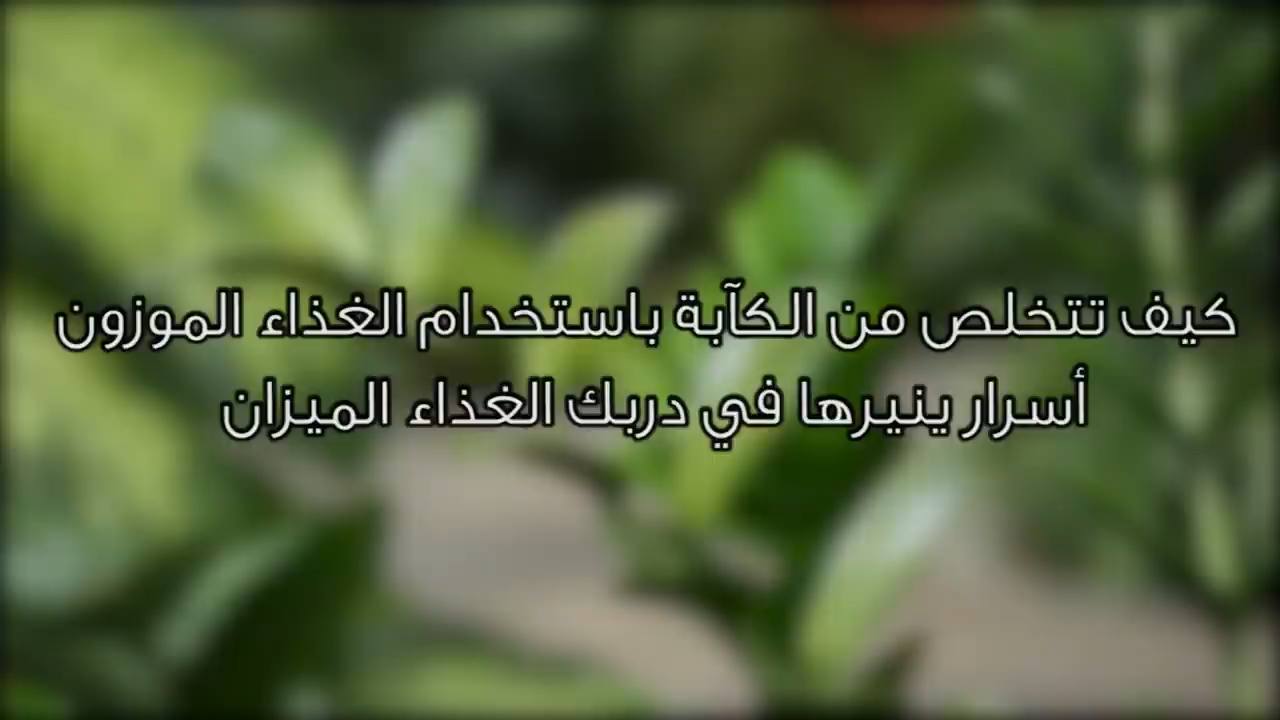 كيف تتخلص من الكآبة باستخدام الغذاء الموزون
أسرار ينيرها في دربك الغذاء الميزان